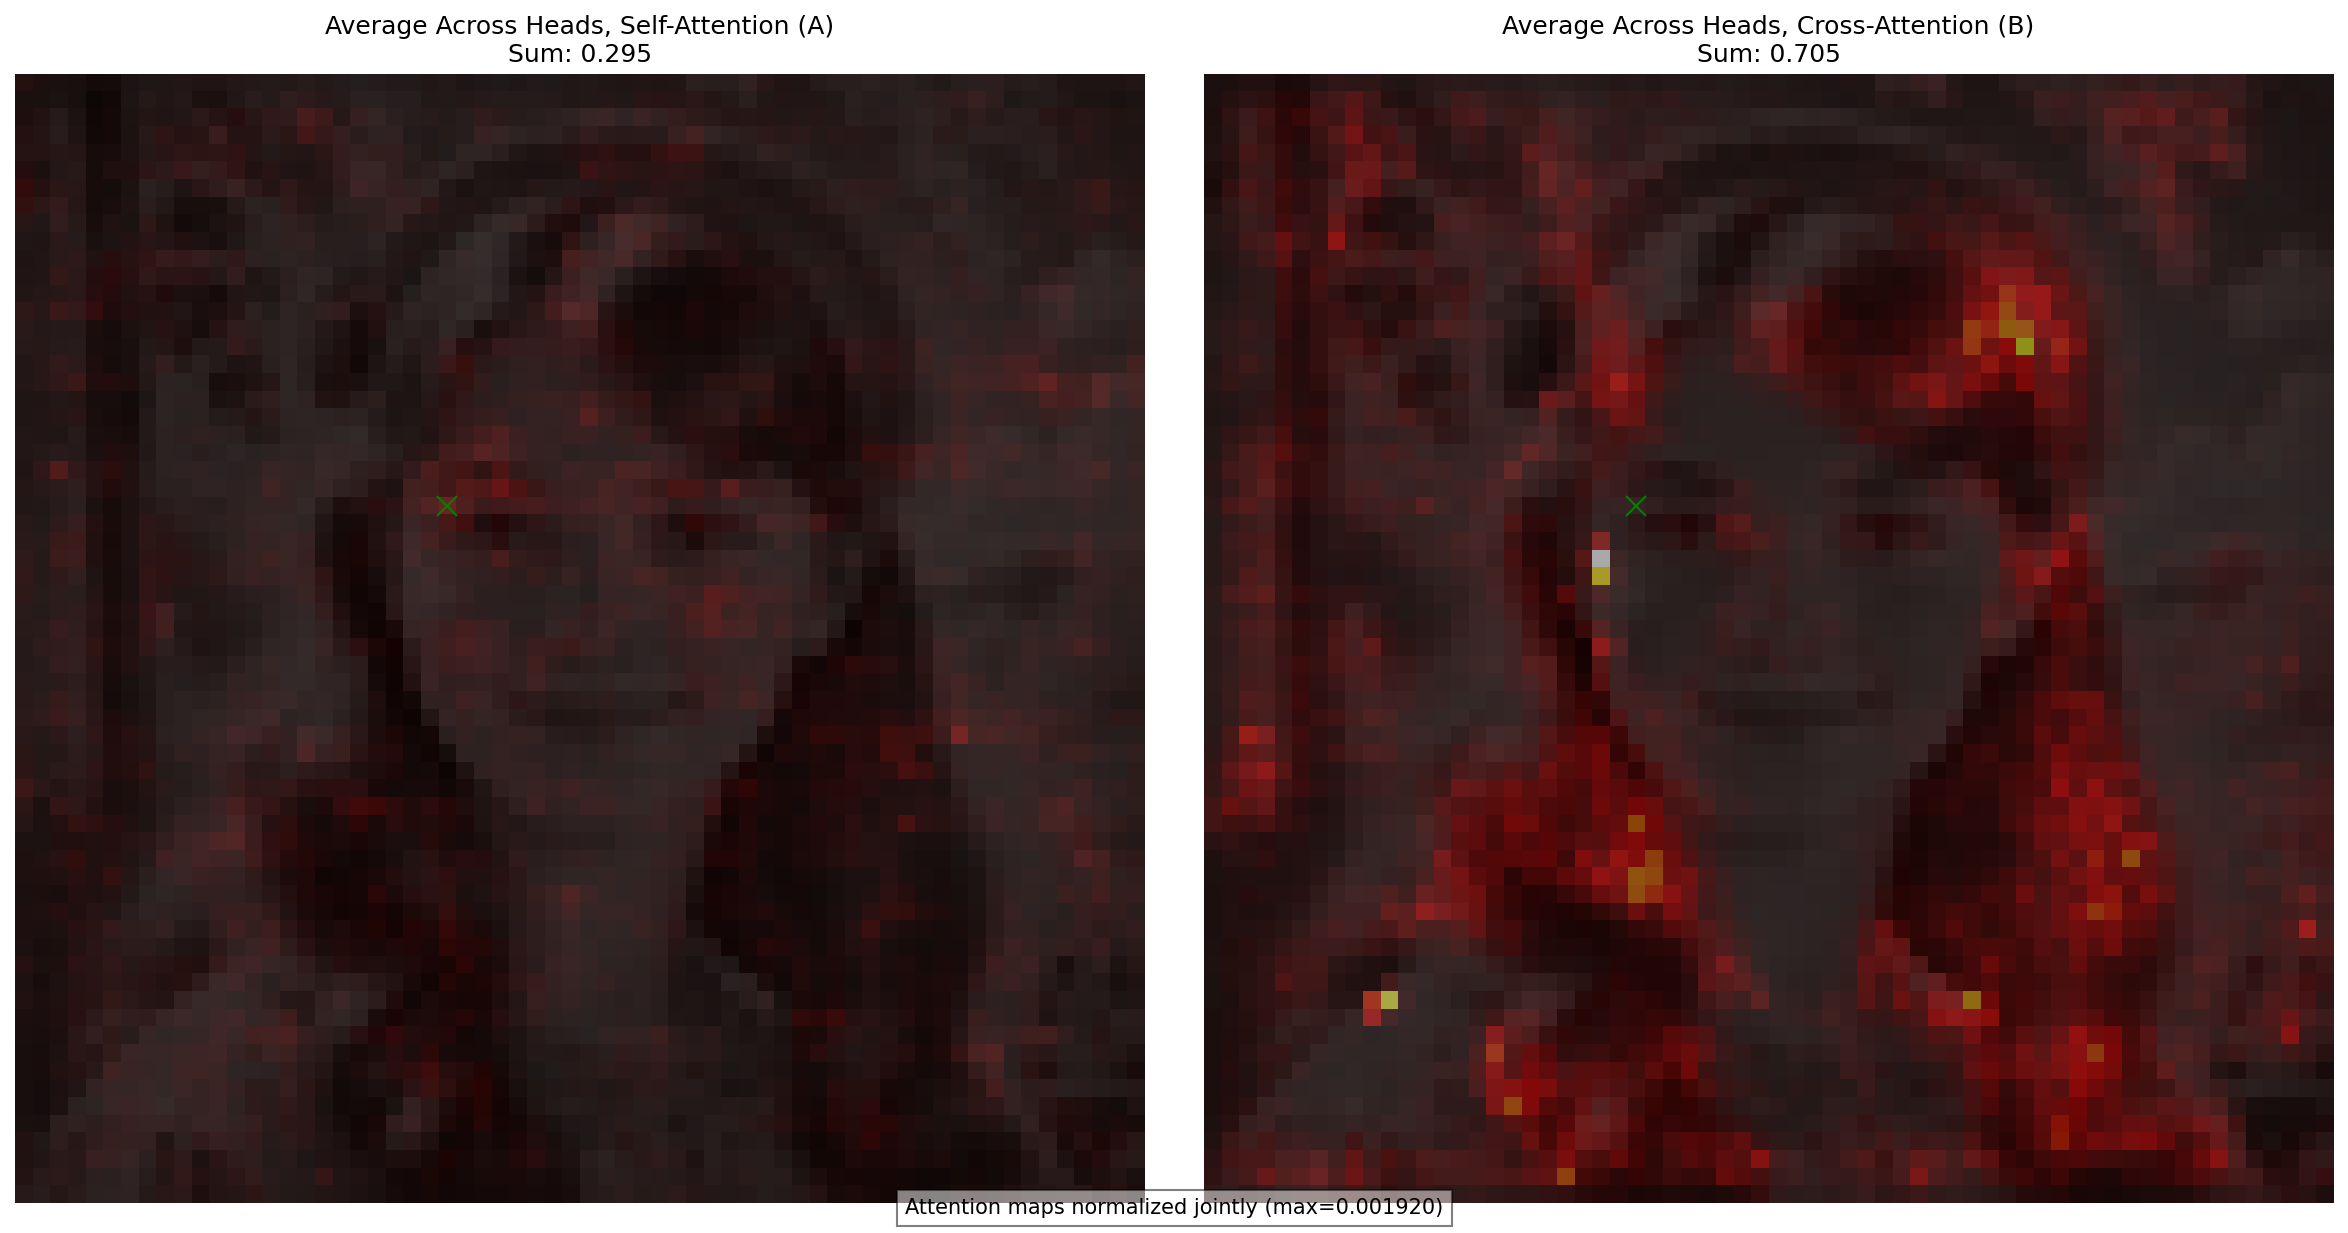 Average Across Heads, Self-Attention (A)
Sum: 0.295
Average Across Heads, Cross-Attention (B)
Sum: 0.705
Attention maps normalized jointly (max=0.001920)